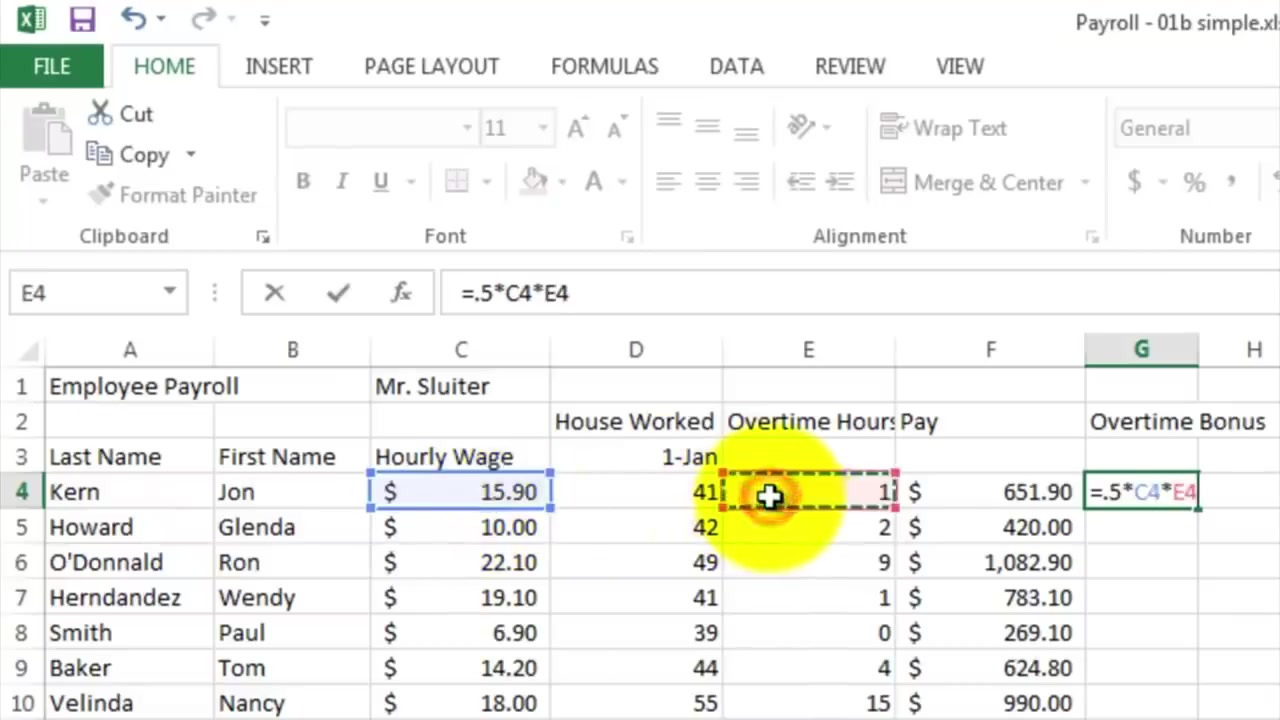 Payroll - 01b simple.xls
FILE HOME INSERT PAGE LAYOUT FORMULAS DATA REVIEW VIEW
Cut
Copy
Paste
Format Painter
11
B I U A
Wrap Text
Merge & Center
General
$ % ,
Clipboard Font Alignment Number
E4 fx =.5*C4*E4
A B C D E F G H
1 Employee Payroll Mr. Sluiter
2 House Worked Overtime Hours Pay Overtime Bonus
3 Last Name First Name Hourly Wage 1-Jan
4 Kern Jon $ 15.90 41 1 $ 651.90 =.5*C4*E4
5 Howard Glenda $ 10.00 42 2 $ 420.00
6 O'Donnald Ron $ 22.10 49 9 $ 1,082.90
7 Herndandez Wendy $ 19.10 41 1 $ 783.10
8 Smith Paul $ 6.90 39 0 $ 269.10
9 Baker Tom $ 14.20 44 4 $ 624.80
10 Velinda Nancy $ 18.00 55 15 $ 990.00